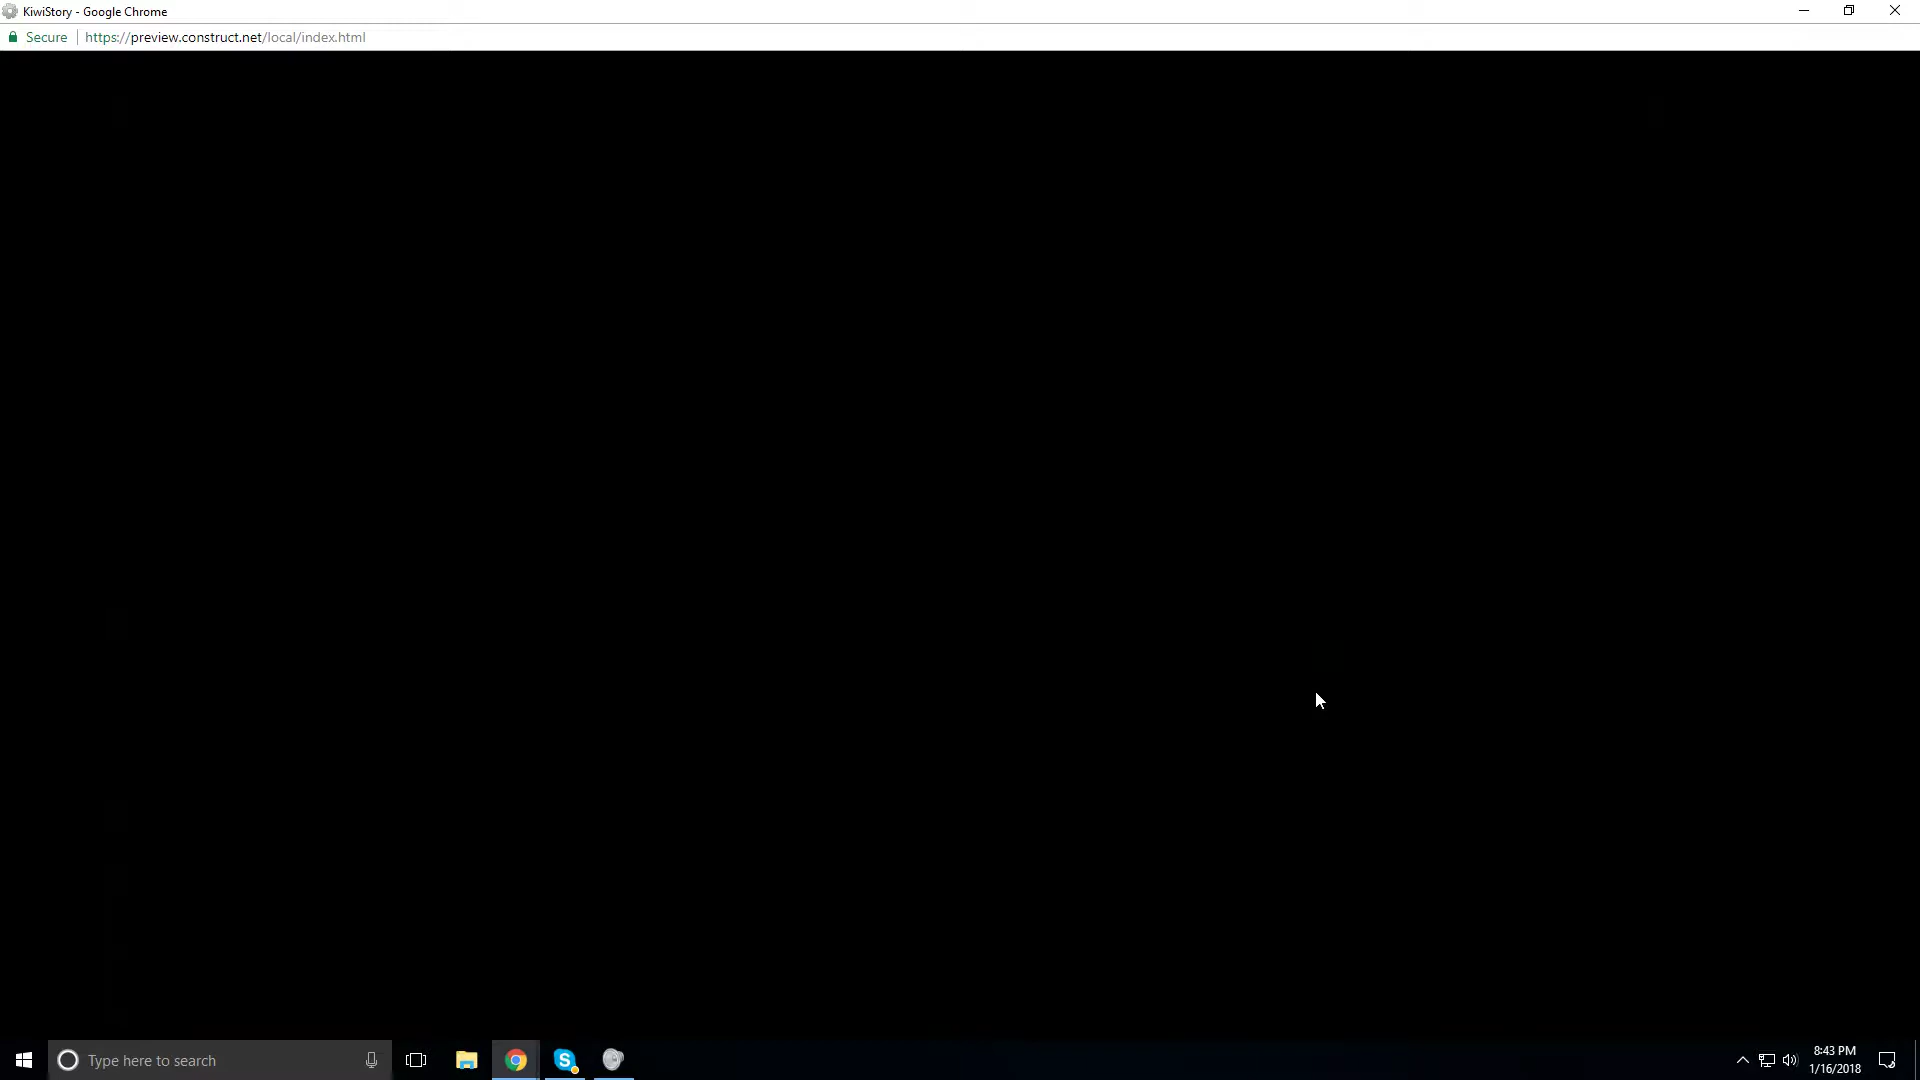 KiwiStory - Google Chrome
Secure https://preview.construct.net/local/index.html
Type here to search
8:43 PM
1/16/2018